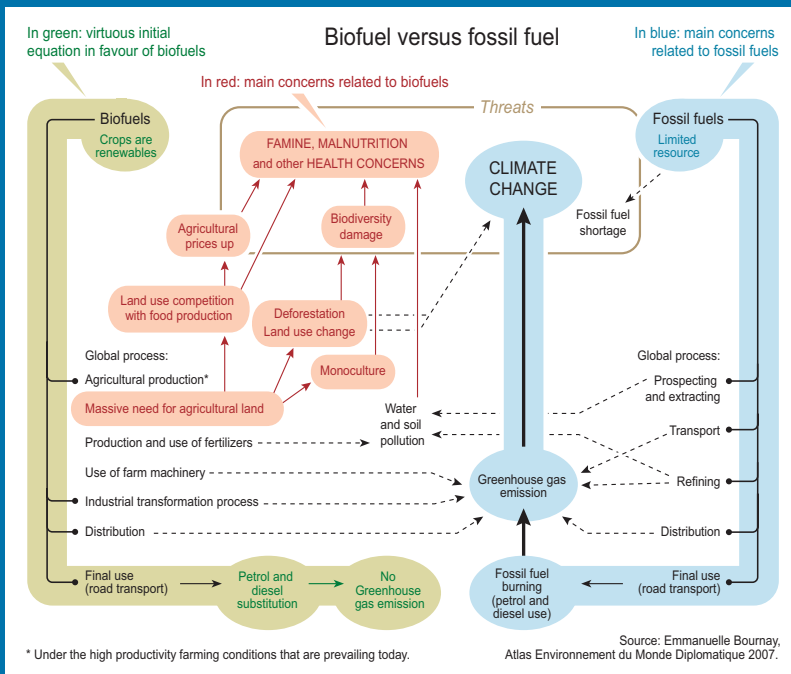 Biofuel versus fossil fuel
In green: virtuous initial
equation in favour of biofuels
In blue: main concerns
related to fossil fuels
In red: main concerns related to biofuels
Threats
Biofuels
Crops are
renewables
FAMINE, MALNUTRITION
and other HEALTH CONCERNS
CLIMATE
CHANGE
Fossil fuels
Limited
resource
Fossil fuel
shortage
Agricultural
prices up
Biodiversity
damage
Land use competition
with food production
Deforestation
Land use change
Monoculture
Global process:
Agricultural production*
Massive need for agricultural land
Water
and soil
pollution
Global process:
Prospecting
and extracting
Production and use of fertilizers
Transport
Use of farm machinery
Greenhouse gas
emission
Refining
Industrial transformation process
Distribution
Distribution
Final use
(road transport)
Petrol and
diesel
substitution
No
Greenhouse
gas emission
Fossil fuel
burning
(petrol and
diesel use)
Final use
(road transport)
* Under the high productivity farming conditions that are prevailing today.
Source: Emmanuelle Bournay,
Atlas Environnement du Monde Diplomatique 2007.